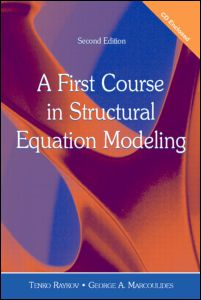 CD Enclosed
Second Edition
A First Course
in Structural
Equation Modeling
TENKO RAYKOV • GEORGE A. MARCOULIDES